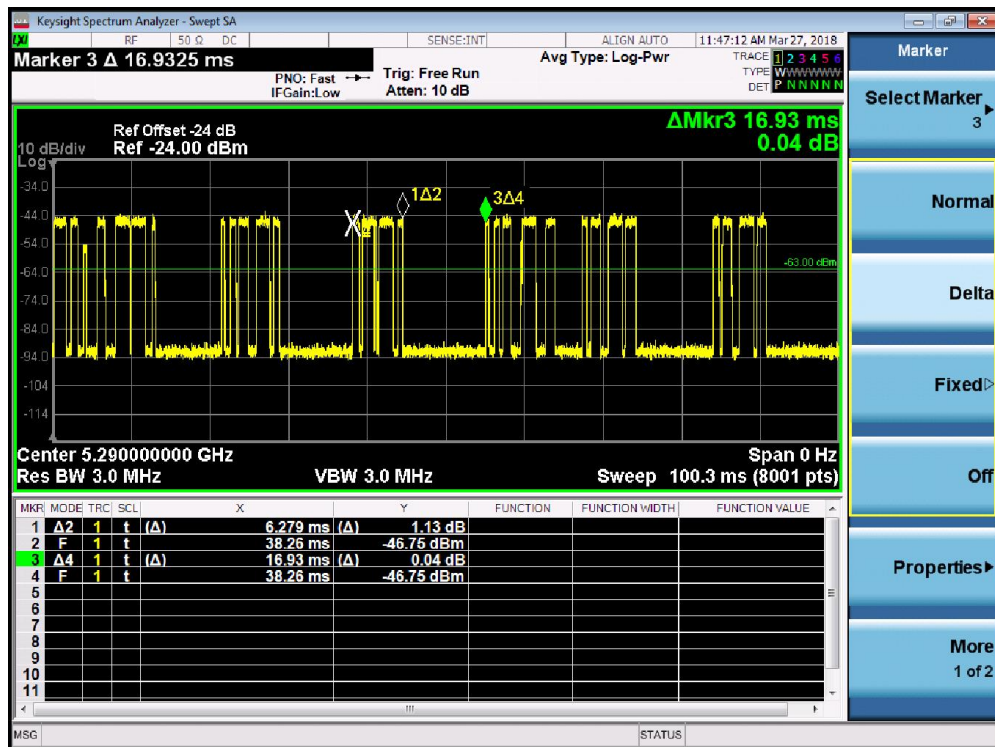 Keysight Spectrum Analyzer - Swept SA
LXI RF 50 Ω DC SENSE:INT ALIGN AUTO 11:47:12 AM Mar 27, 2018
Marker 3 Δ 16.9325 ms
PNO: Fast
IFGain:Low
Trig: Free Run
Atten: 10 dB
Avg Type: Log-Pwr
TRACE 1 2 3 4 5 6
TYPE WWWWWWW
DET P N N N N N
ΔMkr3 16.93 ms
0.04 dB
Ref Offset -24 dB
10 dB/div Ref -24.00 dBm
Log
-34.0
-44.0
-54.0
-64.0
-74.0
-84.0
-94.0
-104
-114
1Δ2
3Δ4
-63.00 dBm
Center 5.290000000 GHz Span 0 Hz
Res BW 3.0 MHz VBW 3.0 MHz Sweep 100.3 ms (8001 pts)
MKR MODE TRC SCL X Y FUNCTION FUNCTION WIDTH FUNCTION VALUE
1 Δ2 1 t (Δ) 6.279 ms (Δ) 1.13 dB
2 F 1 t 38.26 ms -46.75 dBm
3 Δ4 1 t (Δ) 16.93 ms (Δ) 0.04 dB
4 F 1 t 38.26 ms -46.75 dBm
5
6
7
8
9
10
11
MSG STATUS
Marker
Select Marker
3
Normal
Delta
Fixed
Off
Properties
More
1 of 2